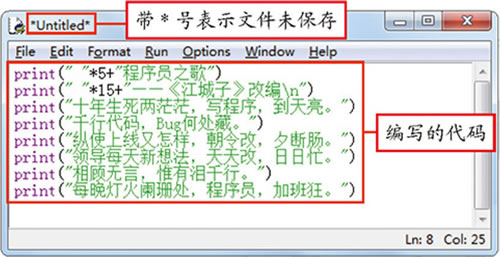 *Untitled*
带*号表示文件未保存
File Edit Format Run Options Window Help
print(" "*5+"程序员之歌")
print(" "*15+"——《江城子》改编\n")
print("十年生死两茫茫，写程序，到天亮。")
print("千行代码，Bug何处藏。")
print("纵使上线又怎样，朝令改，夕断肠。")
print("领导每天新想法，天天改，日日忙。")
print("相顾无言，惟有泪千行。")
print("每晚灯火阑珊处，程序员，加班狂。")
编写的代码
Ln: 8 Col: 25